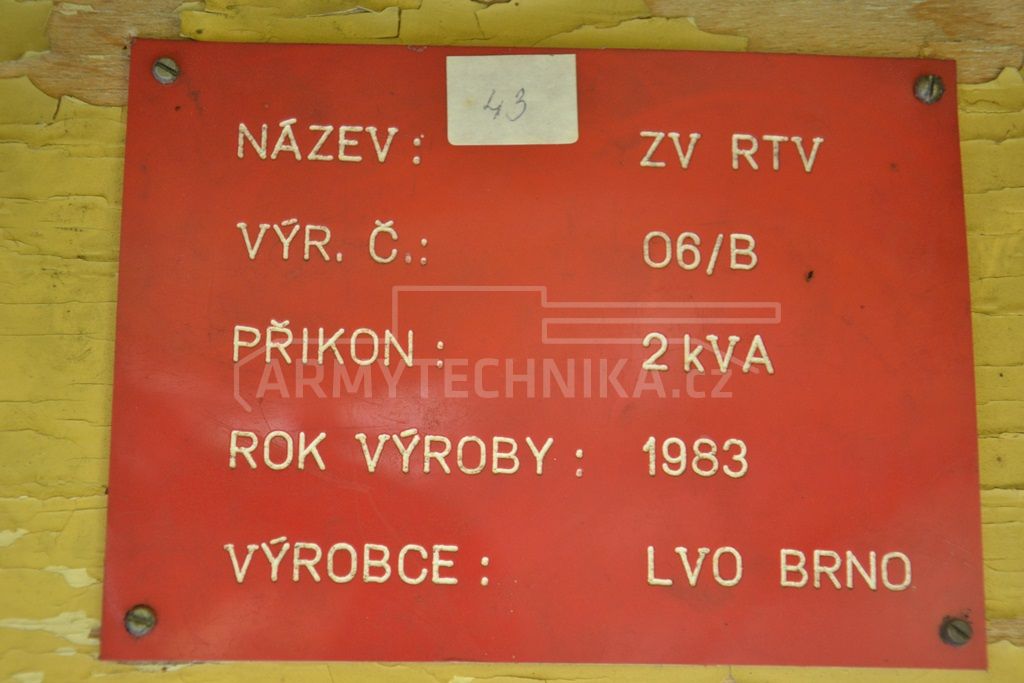 43
NÁZEV: ZV RTV
VÝR. Č.: 06/B
PŘIKON: 2 kVA
ARMYTECHNIKA.CZ
ROK VÝROBY: 1983
VÝROBCE: LVO BRNO